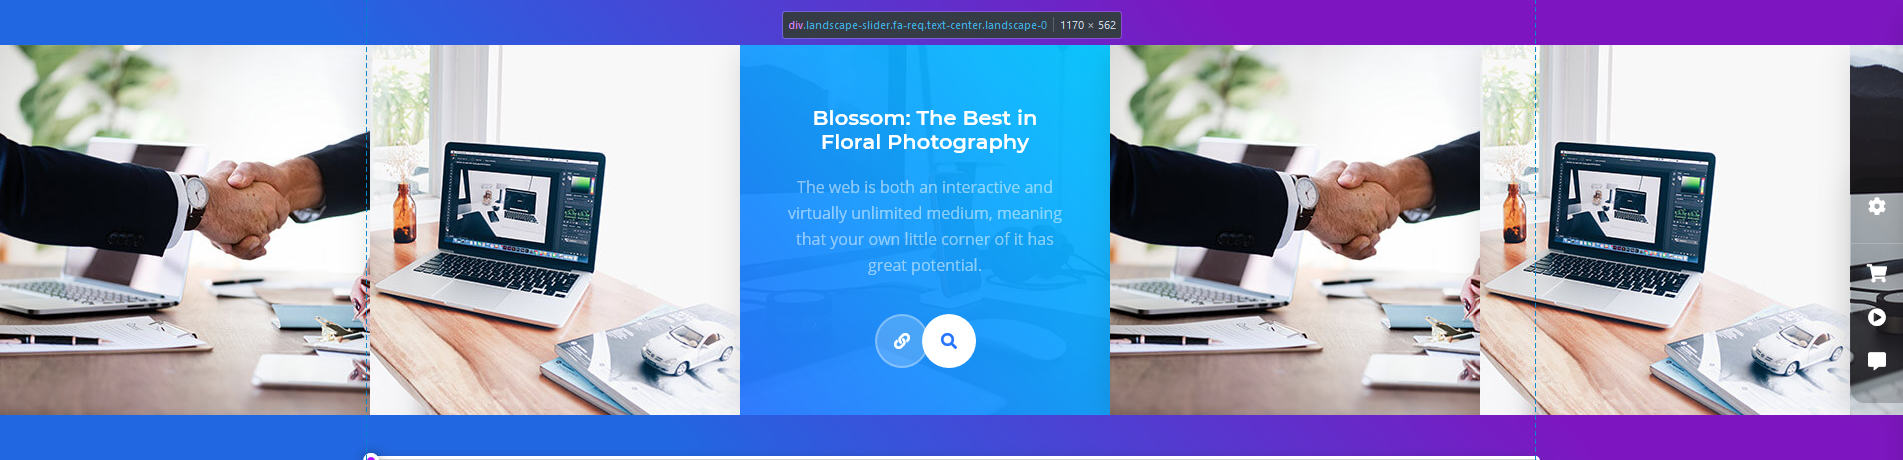 div.landscape-slider.fa-req.text-center.landscape-0 1170 × 562
Blossom: The Best in
Floral Photography
The web is both an interactive and
virtually unlimited medium, meaning
that your own little corner of it has
great potential.